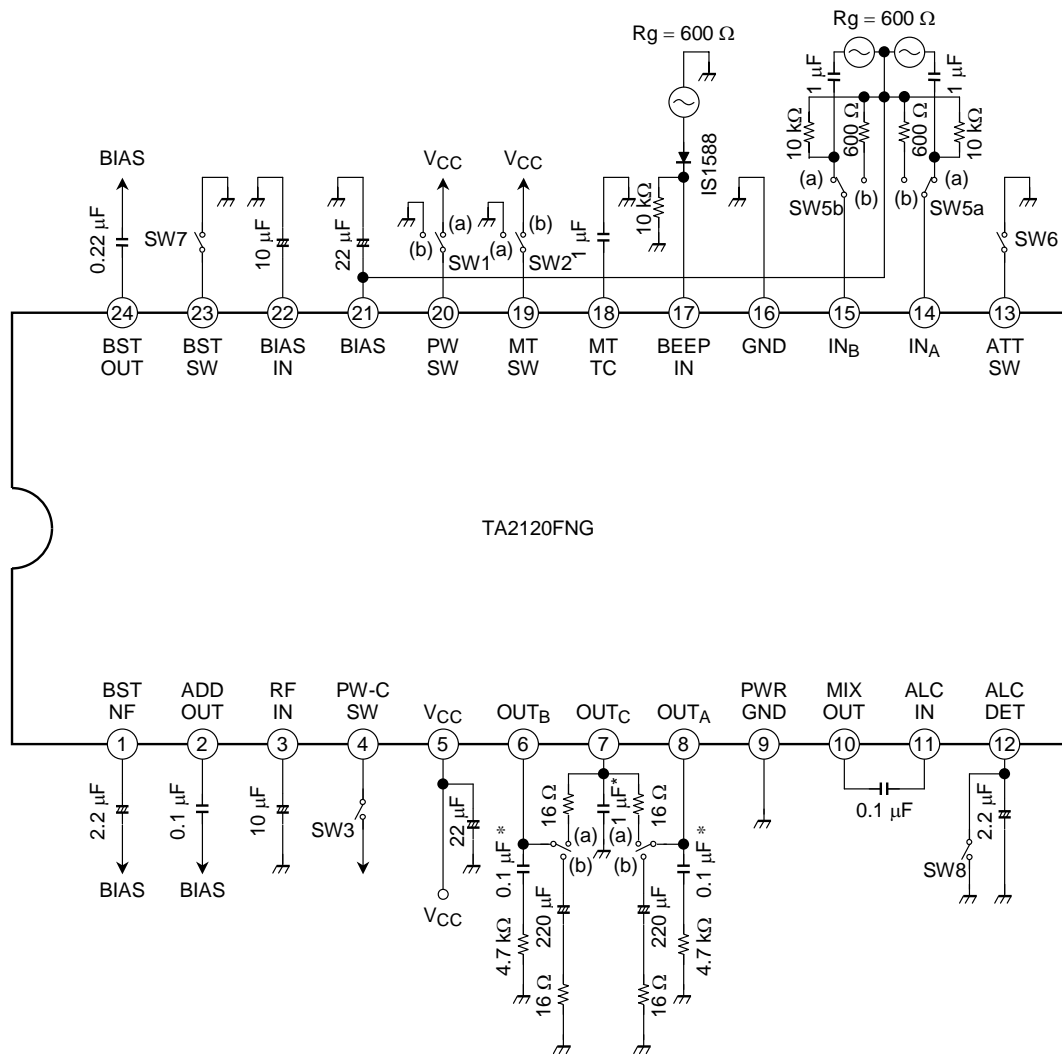 Rg = 600 Ω
Rg = 600 Ω
1 μF
1 μF
10 kΩ
600 Ω
600 Ω
10 kΩ
IS1588
BIAS
VCC
VCC
(a)
(b)
(b)
(a)
SW5b
SW5a
0.22 μF
SW7
10 μF
22 μF
(b)
(a)
SW1
(a)
(b)
SW2
1 μF
10 kΩ
SW6
24
23
22
21
20
19
18
17
16
15
14
13
BST OUT
BST SW
BIAS IN
BIAS
PW SW
MT SW
MT TC
BEEP IN
GND
INB
INA
ATT SW
TA2120FNG
BST NF
ADD OUT
RF IN
PW-C SW
VCC
OUTB
OUTC
OUTA
PWR GND
MIX OUT
ALC IN
ALC DET
1
2
3
4
5
6
7
8
9
10
11
12
2.2 μF
0.1 μF
10 μF
SW3
22 μF
16 Ω
1 μF*
16 Ω
0.1 μF
SW8
2.2 μF
(a)
(b)
(a)
(b)
0.1 μF *
0.1 μF *
BIAS
BIAS
VCC
4.7 kΩ
220 μF
220 μF
4.7 kΩ
16 Ω
16 Ω